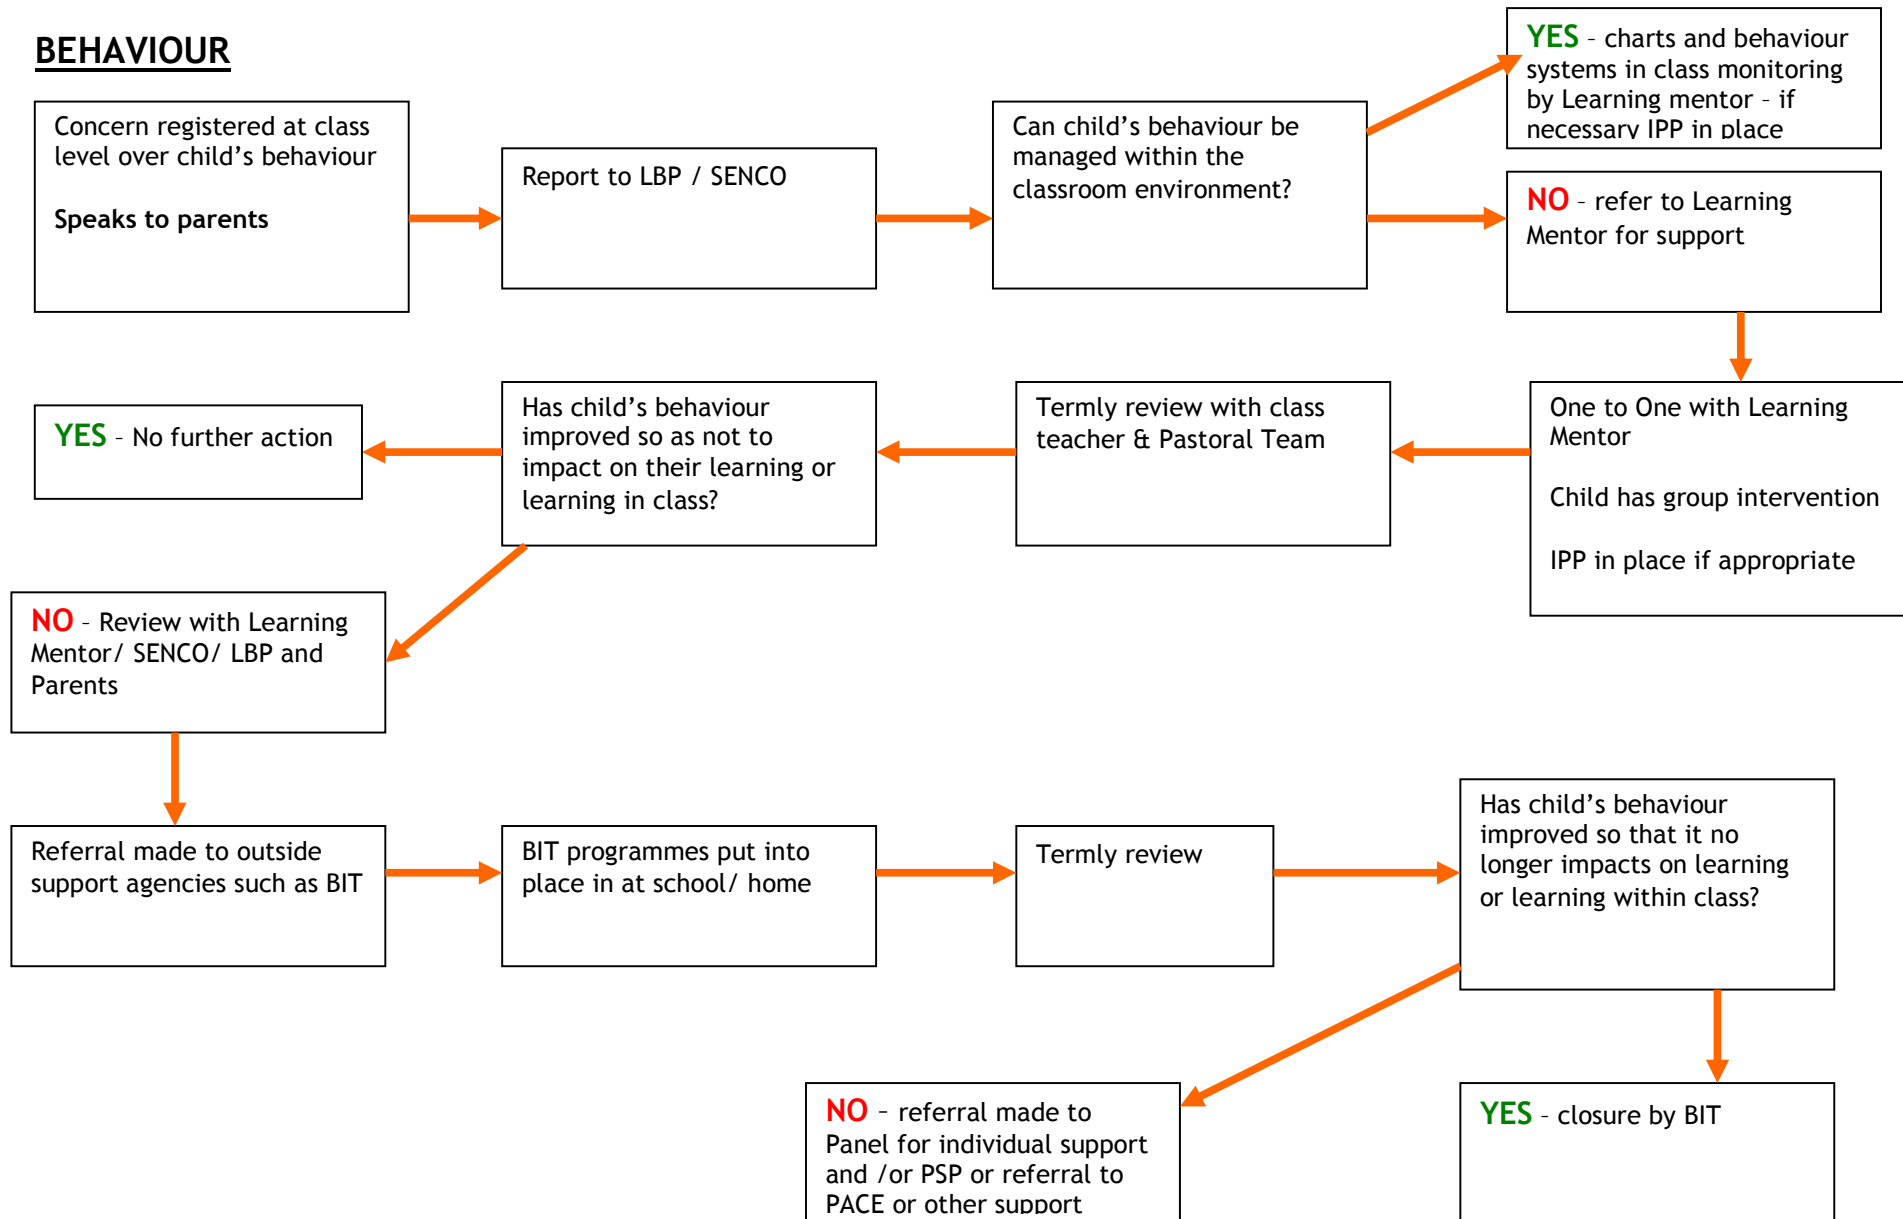 BEHAVIOUR
Concern registered at class
level over child’s behaviour
Speaks to parents
Report to LBP / SENCO
Can child’s behaviour be
managed within the
classroom environment?
YES – charts and behaviour
systems in class monitoring
by Learning mentor – if
necessary IPP in place
NO – refer to Learning
Mentor for support
One to One with Learning
Mentor
Child has group intervention
IPP in place if appropriate
Termly review with class
teacher & Pastoral Team
Has child’s behaviour
improved so as not to
impact on their learning or
learning in class?
YES – No further action
NO – Review with Learning
Mentor/ SENCO/ LBP and
Parents
Referral made to outside
support agencies such as BIT
BIT programmes put into
place in at school/ home
Termly review
Has child’s behaviour
improved so that it no
longer impacts on learning
or learning within class?
NO – referral made to
Panel for individual support
and /or PSP or referral to
PACE or other support
YES – closure by BIT